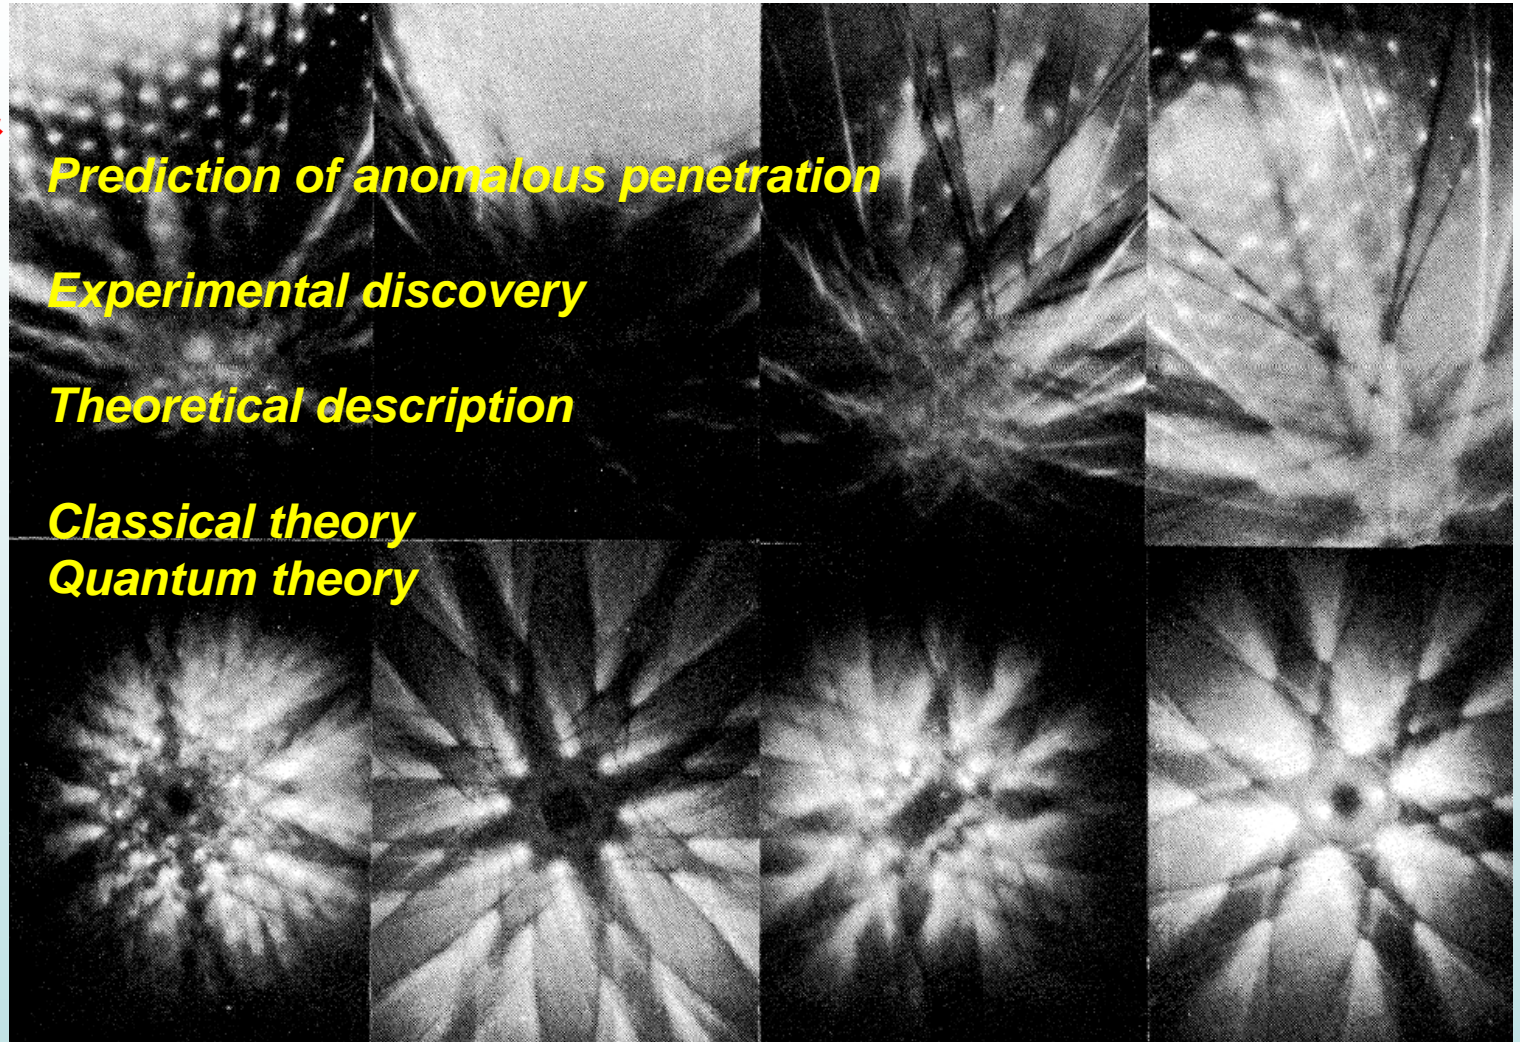 Prediction of anomalous penetration
Experimental discovery
Theoretical description
Classical theory
Quantum theory